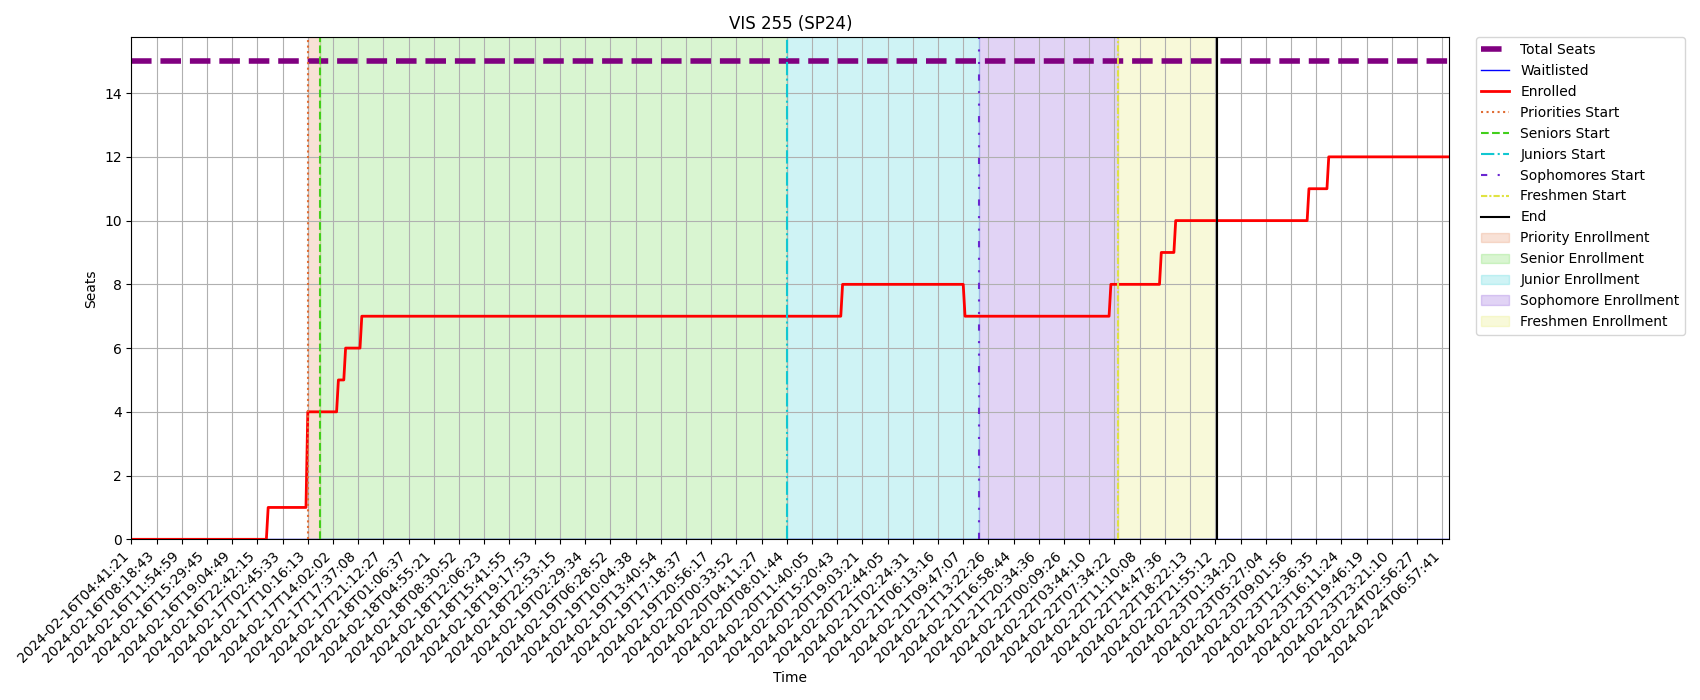 VIS 255 (SP24)
Seats
14
12
10
8
6
4
2
0
2024-02-16T04:41:21
2024-02-16T08:18:43
2024-02-16T11:54:59
2024-02-16T15:29:45
2024-02-16T19:04:49
2024-02-16T22:42:15
2024-02-17T02:45:33
2024-02-17T10:16:13
2024-02-17T14:02:02
2024-02-17T17:37:08
2024-02-17T21:12:27
2024-02-18T01:06:37
2024-02-18T04:55:21
2024-02-18T08:30:52
2024-02-18T12:06:23
2024-02-18T15:41:55
2024-02-18T19:17:53
2024-02-18T22:53:15
2024-02-19T02:29:34
2024-02-19T06:28:52
2024-02-19T10:04:38
2024-02-19T13:40:54
2024-02-19T17:18:37
2024-02-19T20:56:17
2024-02-20T00:33:52
2024-02-20T04:11:27
2024-02-20T08:01:44
2024-02-20T11:40:05
2024-02-20T15:20:43
2024-02-20T19:03:21
2024-02-20T22:44:05
2024-02-21T02:24:31
2024-02-21T06:13:16
2024-02-21T09:47:07
2024-02-21T13:22:26
2024-02-21T16:58:44
2024-02-21T20:34:36
2024-02-22T00:09:26
2024-02-22T03:44:10
2024-02-22T07:34:22
2024-02-22T11:10:08
2024-02-22T14:47:36
2024-02-22T18:22:13
2024-02-22T21:55:12
2024-02-23T01:34:20
2024-02-23T05:27:04
2024-02-23T09:01:56
2024-02-23T12:36:35
2024-02-23T16:11:24
2024-02-23T19:46:19
2024-02-23T23:21:10
2024-02-24T02:56:27
2024-02-24T06:57:41
Time
Total Seats
Waitlisted
Enrolled
Priorities Start
Seniors Start
Juniors Start
Sophomores Start
Freshmen Start
End
Priority Enrollment
Senior Enrollment
Junior Enrollment
Sophomore Enrollment
Freshmen Enrollment